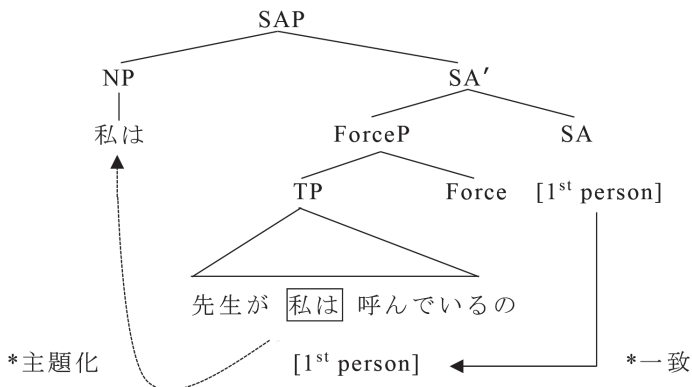 SAP
NP SA′
私は ForceP SA
TP Force [1st person]
先生が 私は 呼んでいるの
*主題化 [1st person] *一致